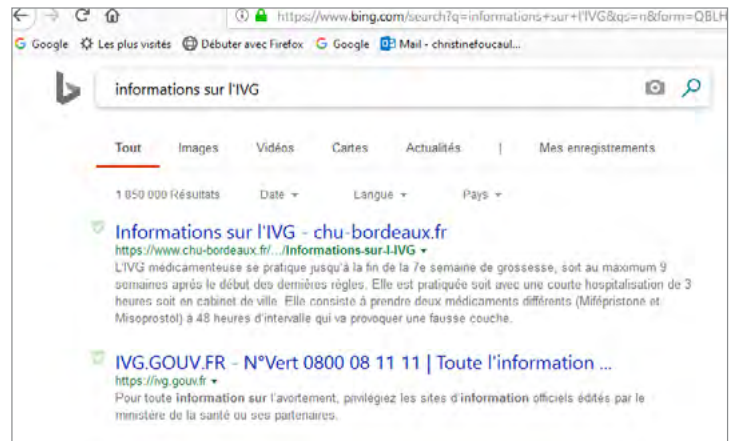 https://www.bing.com/search?q=informations+sur+l'IVG&qs=n&form=QBLH
Google Les plus visités Débuter avec Firefox Google Mail - christinefoucaul...
informations sur l'IVG
Tout Images Vidéos Cartes Actualités | Mes enregistrements
1 850 000 Résultats Date Langue Pays
Informations sur l'IVG - chu-bordeaux.fr
https://www.chu-bordeaux.fr/.../Informations-sur-l-IVG
L'IVG médicamenteuse se pratique jusqu'à la fin de la 7e semaine de grossesse, soit au maximum 9
semaines après le début des dernières règles. Elle est pratiquée soit avec une courte hospitalisation de 3
heures soit en cabinet de ville. Elle consiste à prendre deux médicaments différents (Mifépristone et
Misoprostol) à 48 heures d'intervalle qui va provoquer une fausse couche.
IVG.GOUV.FR - N°Vert 0800 08 11 11 | Toute l'information ...
https://ivg.gouv.fr
Pour toute information sur l'avortement, privilégiez les sites d'information officiels édités par le
ministère de la santé ou ses partenaires.